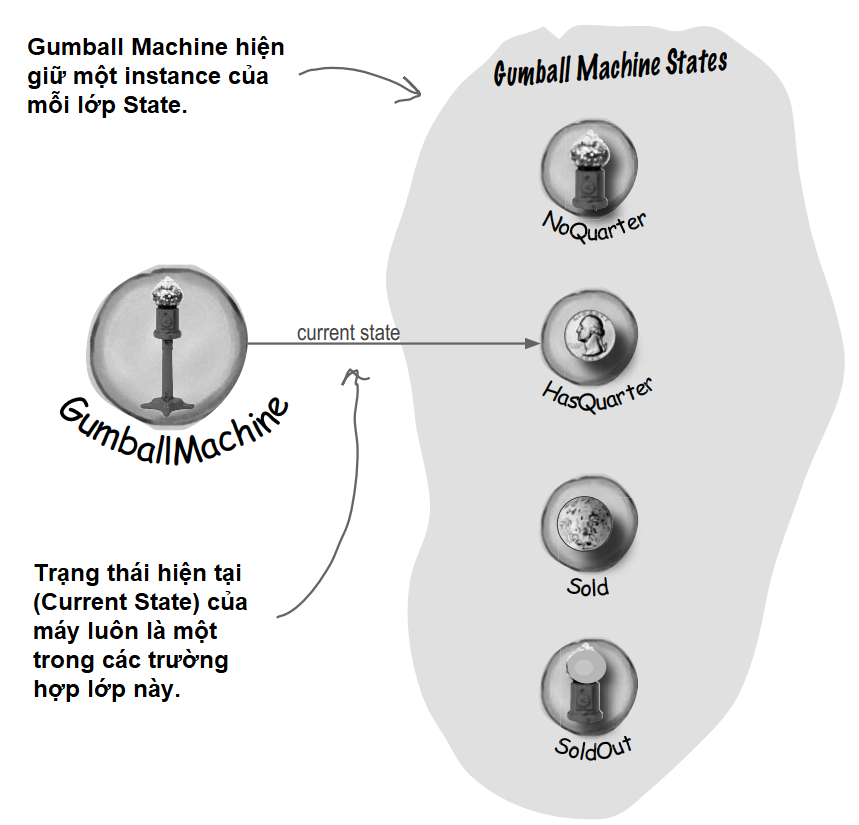 Gumball Machine hiện
giữ một instance của
mỗi lớp State.
Gumball Machine States
NoQuarter
current state
HasQuarter
GumballMachine
Sold
Trạng thái hiện tại
(Current State) của
máy luôn là một
trong các trường
hợp lớp này.
SoldOut